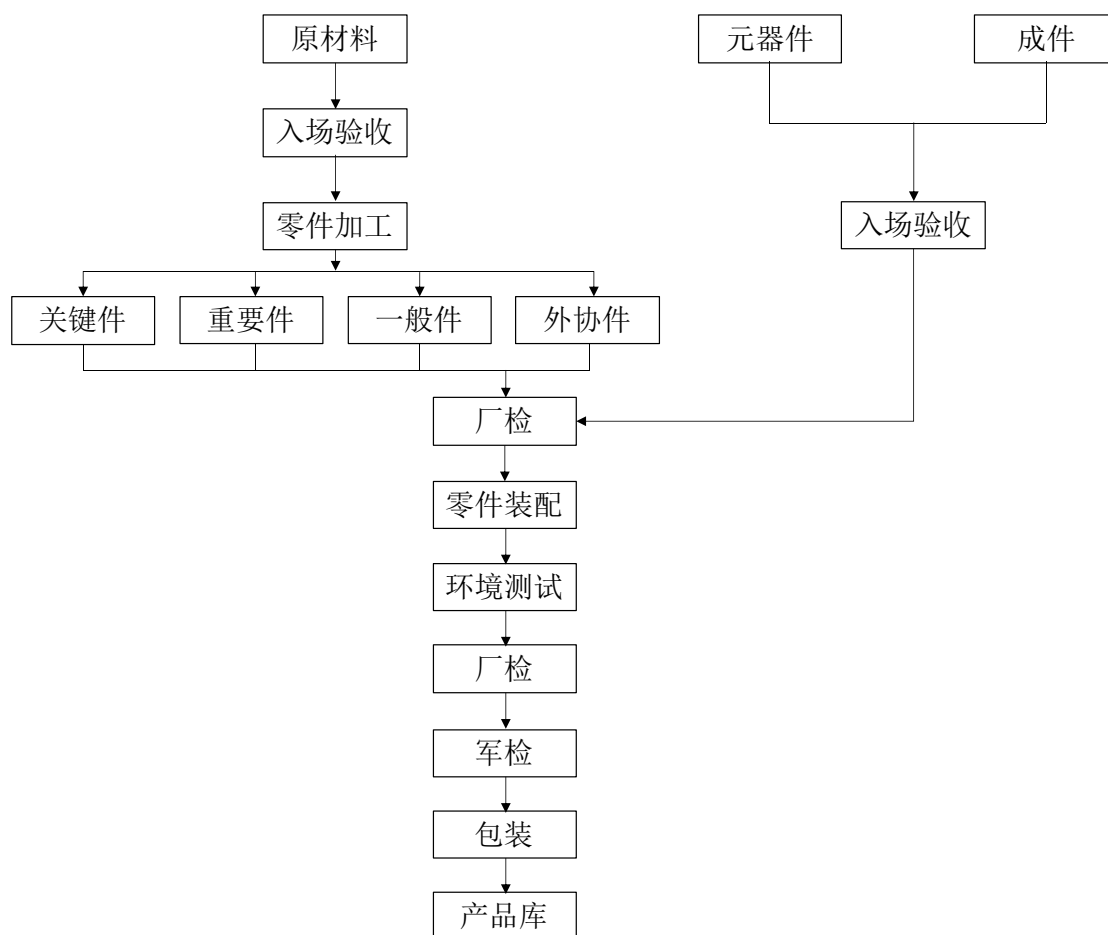 原材料
元器件
成件
入场验收
零件加工
入场验收
关键件
重要件
一般件
外协件
厂检
零件装配
环境测试
厂检
军检
包装
产品库